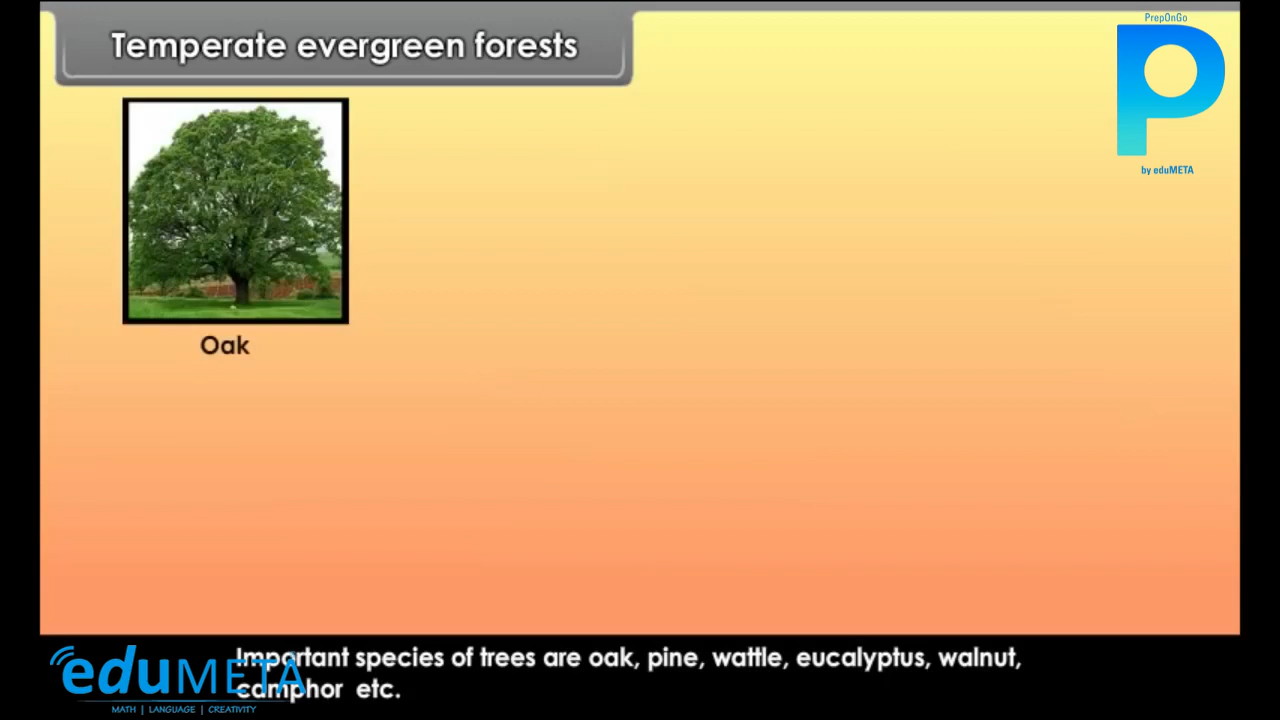 Temperate evergreen forests
PrepOnGo
P
by eduMETA
Oak
Important species of trees are oak, pine, wattle, eucalyptus, walnut,
camphor etc.
eduMETA
MATH | LANGUAGE | CREATIVITY